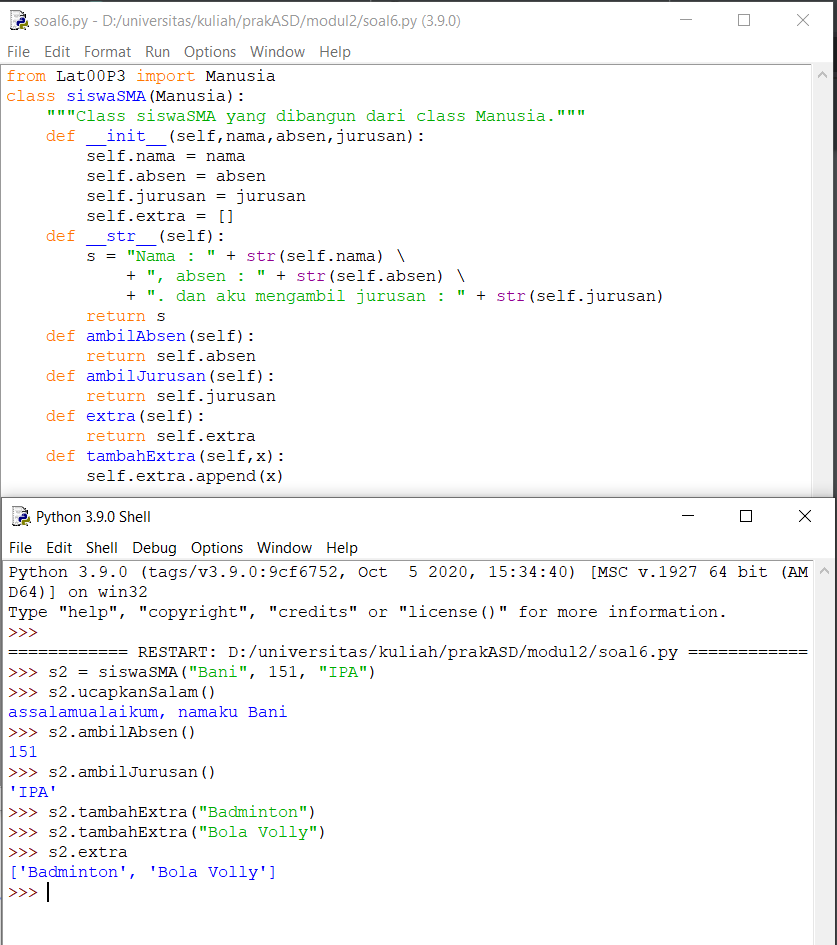 soal6.py - D:/universitas/kuliah/prakASD/modul2/soal6.py (3.9.0)
File Edit Format Run Options Window Help
from Lat00P3 import Manusia
class siswaSMA(Manusia):
    """Class siswaSMA yang dibangun dari class Manusia."""
    def __init__(self,nama,absen,jurusan):
        self.nama = nama
        self.absen = absen
        self.jurusan = jurusan
        self.extra = []
    def __str__(self):
        s = "Nama : " + str(self.nama) \
            + ", absen : " + str(self.absen) \
            + ". dan aku mengambil jurusan : " + str(self.jurusan)
        return s
    def ambilAbsen(self):
        return self.absen
    def ambilJurusan(self):
        return self.jurusan
    def extra(self):
        return self.extra
    def tambahExtra(self,x):
        self.extra.append(x)
Python 3.9.0 Shell
File Edit Shell Debug Options Window Help
Python 3.9.0 (tags/v3.9.0:9cf6752, Oct  5 2020, 15:34:40) [MSC v.1927 64 bit (AM
D64)] on win32
Type "help", "copyright", "credits" or "license()" for more information.
>>>
============ RESTART: D:/universitas/kuliah/prakASD/modul2/soal6.py ============
>>> s2 = siswaSMA("Bani", 151, "IPA")
>>> s2.ucapkanSalam()
assalamualaikum, namaku Bani
>>> s2.ambilAbsen()
151
>>> s2.ambilJurusan()
'IPA'
>>> s2.tambahExtra("Badminton")
>>> s2.tambahExtra("Bola Volly")
>>> s2.extra
['Badminton', 'Bola Volly']
>>>